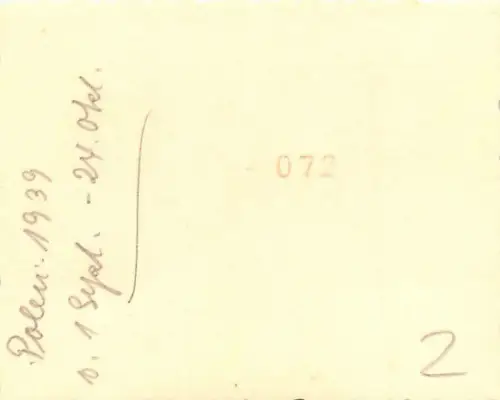 Polen. 1939
v. 1 Sept. - 24. Okt.
072
2